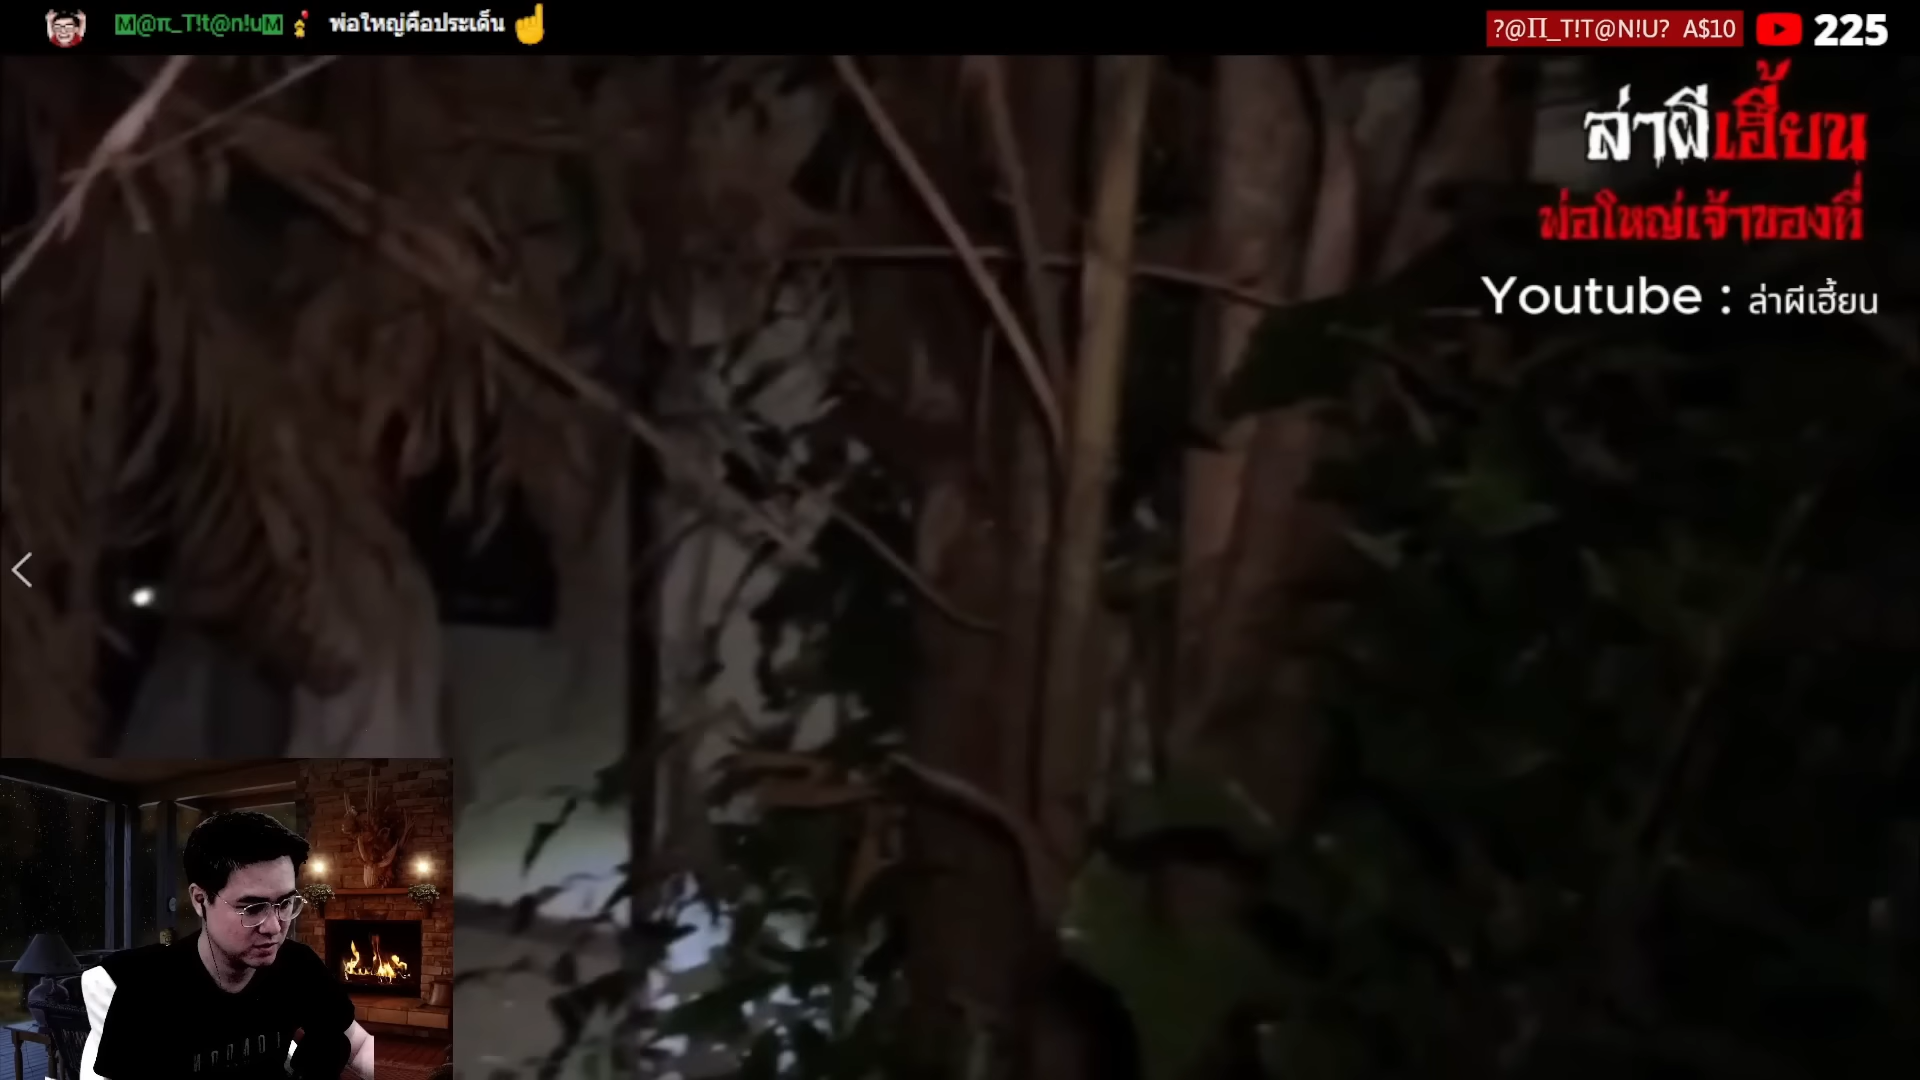 M@π_T!t@n!uM พ่อใหญ่คือประเด็น
?@Π_T!T@N!U? A$10 225
ล่าผีเฮี้ยน
พ่อใหญ่เจ้าของที่
Youtube : ล่าผีเฮี้ยน